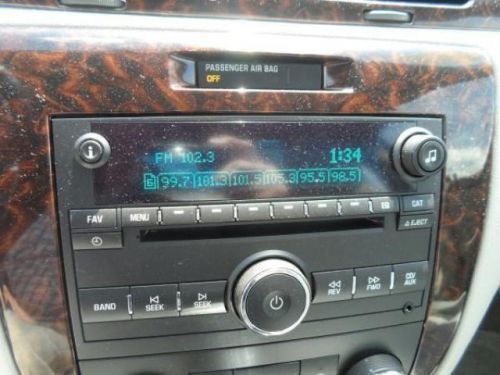 PASSENGER AIR BAG
OFF
FM 102.3 1:34
6 99.7 101.3 101.5 105.3 95.5 98.5
FAV MENU CAT
EJECT
BAND SEEK SEEK REV FWD CD/AUX